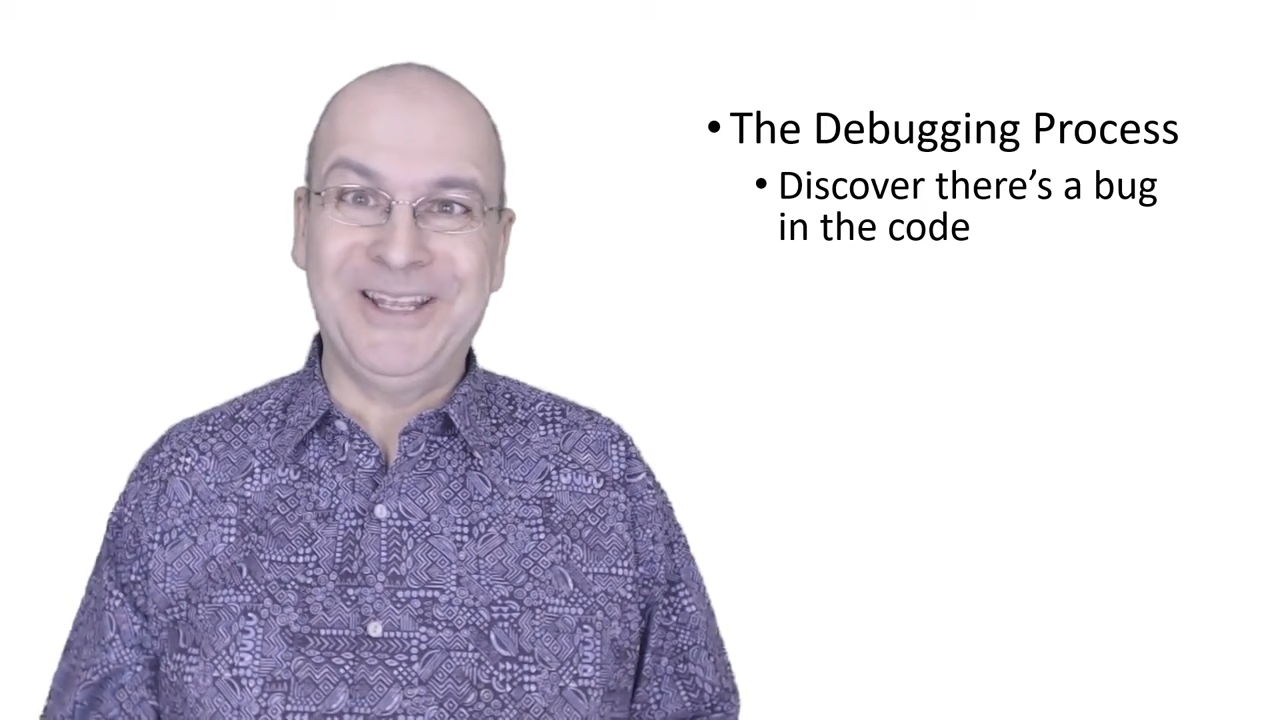 • The Debugging Process
• Discover there’s a bug
in the code